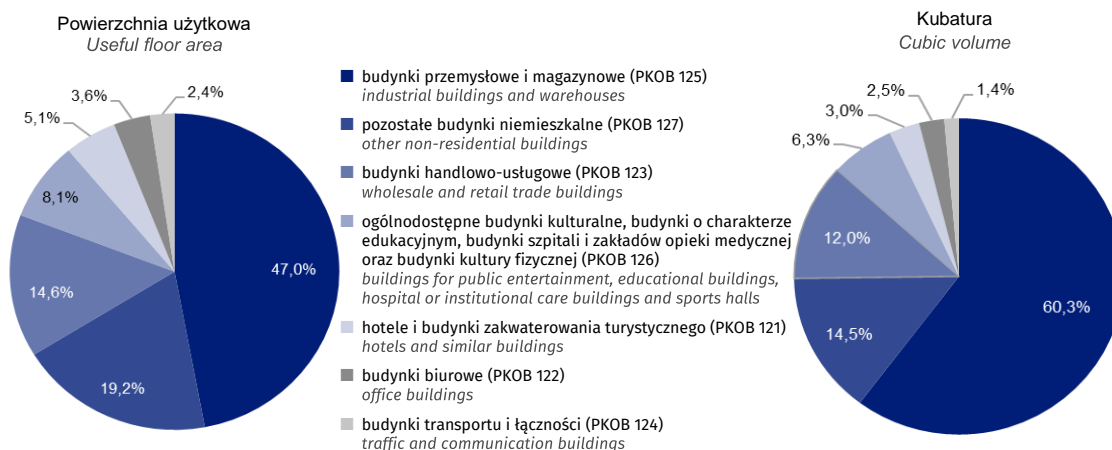 Powierzchnia użytkowa
Useful floor area
2,4%
3,6%
5,1%
8,1%
14,6%
19,2%
47,0%
budynki przemysłowe i magazynowe (PKOB 125)
industrial buildings and warehouses
pozostałe budynki niemieszkalne (PKOB 127)
other non-residential buildings
budynki handlowo-usługowe (PKOB 123)
wholesale and retail trade buildings
ogólnodostępne budynki kulturalne, budynki o charakterze
edukacyjnym, budynki szpitali i zakładów opieki medycznej
oraz budynki kultury fizycznej (PKOB 126)
buildings for public entertainment, educational buildings,
hospital or institutional care buildings and sports halls
hotele i budynki zakwaterowania turystycznego (PKOB 121)
hotels and similar buildings
budynki biurowe (PKOB 122)
office buildings
budynki transportu i łączności (PKOB 124)
traffic and communication buildings
Kubatura
Cubic volume
1,4%
2,5%
3,0%
6,3%
12,0%
14,5%
60,3%